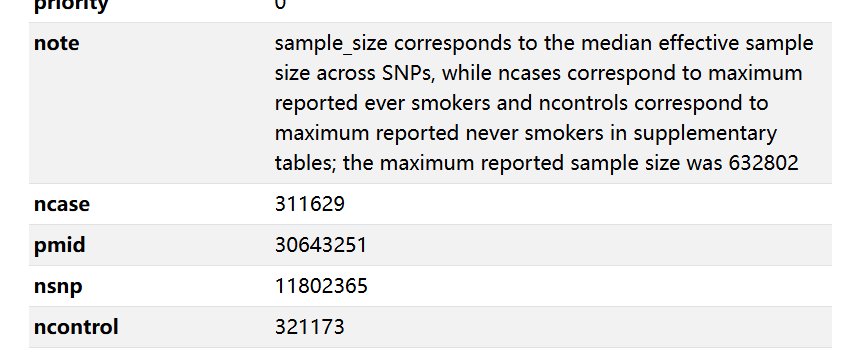 priority 0
note sample_size corresponds to the median effective sample
size across SNPs, while ncases correspond to maximum
reported ever smokers and ncontrols correspond to
maximum reported never smokers in supplementary
tables; the maximum reported sample size was 632802
ncase 311629
pmid 30643251
nsnp 11802365
ncontrol 321173